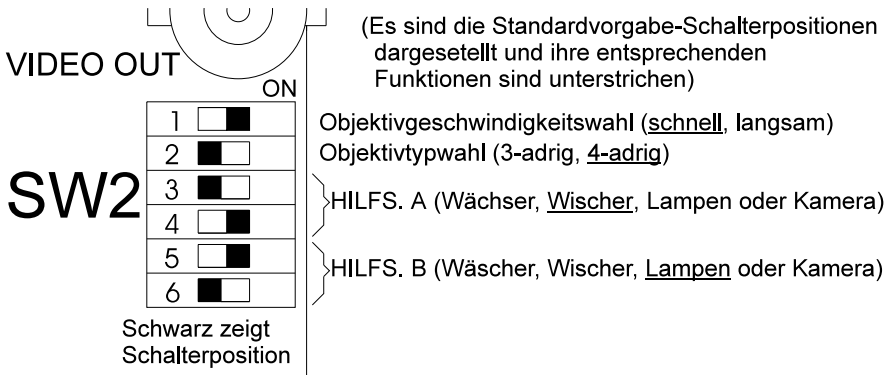 (Es sind die Standardvorgabe-Schalterpositionen
dargesetellt und ihre entsprechenden
Funktionen sind unterstrichen)
VIDEO OUT
ON
SW2
1
Objektivgeschwindigkeitswahl (schnell, langsam)
2
Objektivtypwahl (3-adrig, 4-adrig)
3
HILFS. A (Wächser, Wischer, Lampen oder Kamera)
4
5
HILFS. B (Wäscher, Wischer, Lampen oder Kamera)
6
Schwarz zeigt
Schalterposition